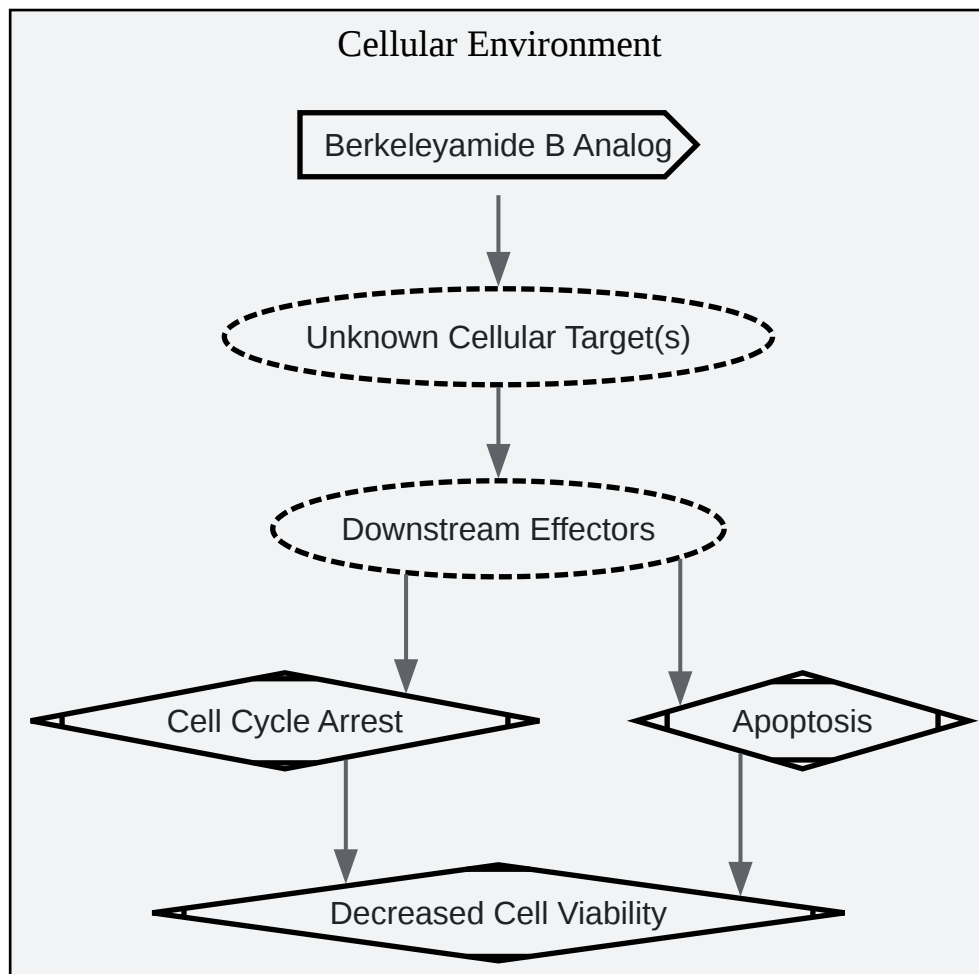 Cellular Environment
Berkeleyamide B Analog
Unknown Cellular Target(s)
Downstream Effectors
Cell Cycle Arrest
Apoptosis
Decreased Cell Viability